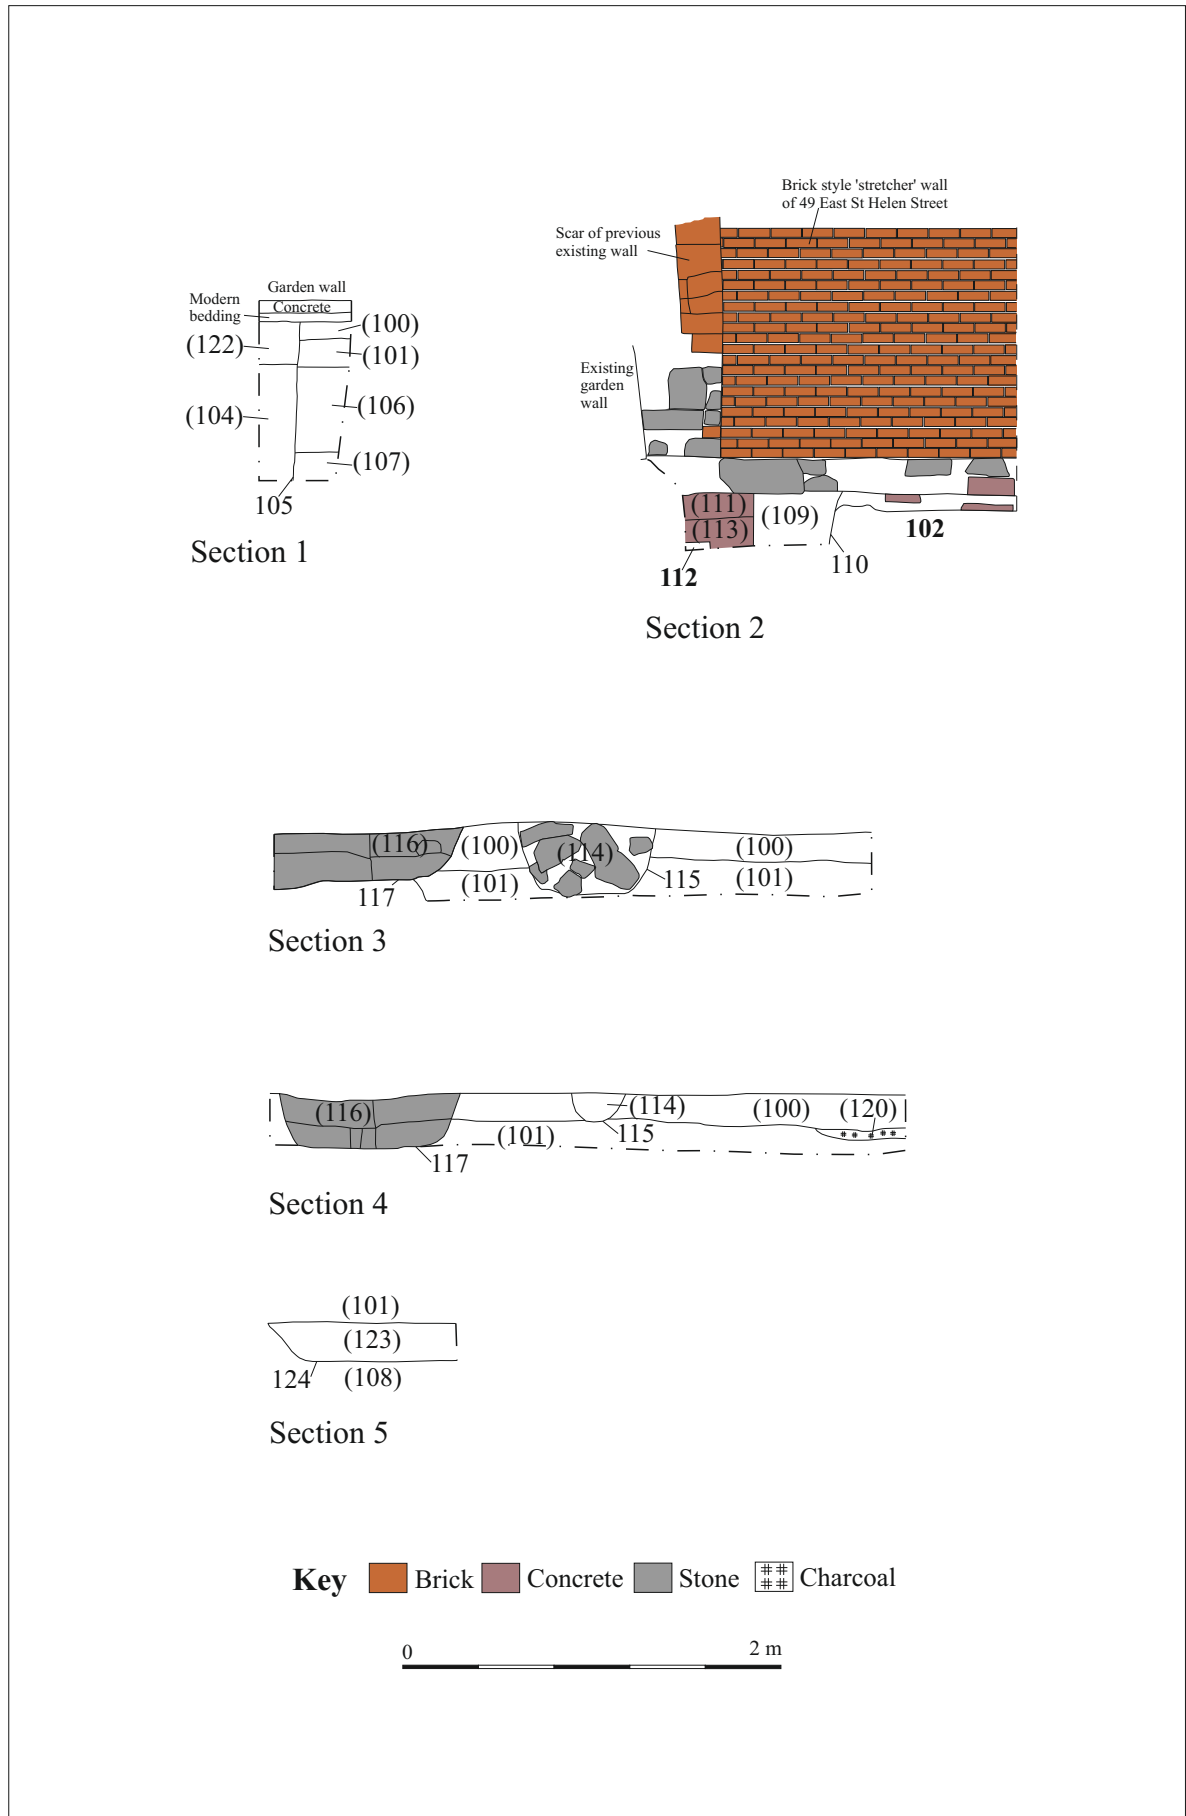 Garden wall
Concrete
Modern
bedding
(100)
(122)
(101)
(104)
(106)
(107)
105
Section 1
Brick style 'stretcher' wall
of 49 East St Helen Street
Scar of previous
existing wall
Existing
garden
wall
(111)
(113)
(109)
102
110
112
Section 2
(116)
(100)
(114)
(100)
(101)
115
(101)
117
Section 3
(116)
(114)
(100)
(120)
(101)
115
117
Section 4
(101)
(123)
124
(108)
Section 5
Key Brick Concrete Stone Charcoal
0 2 m